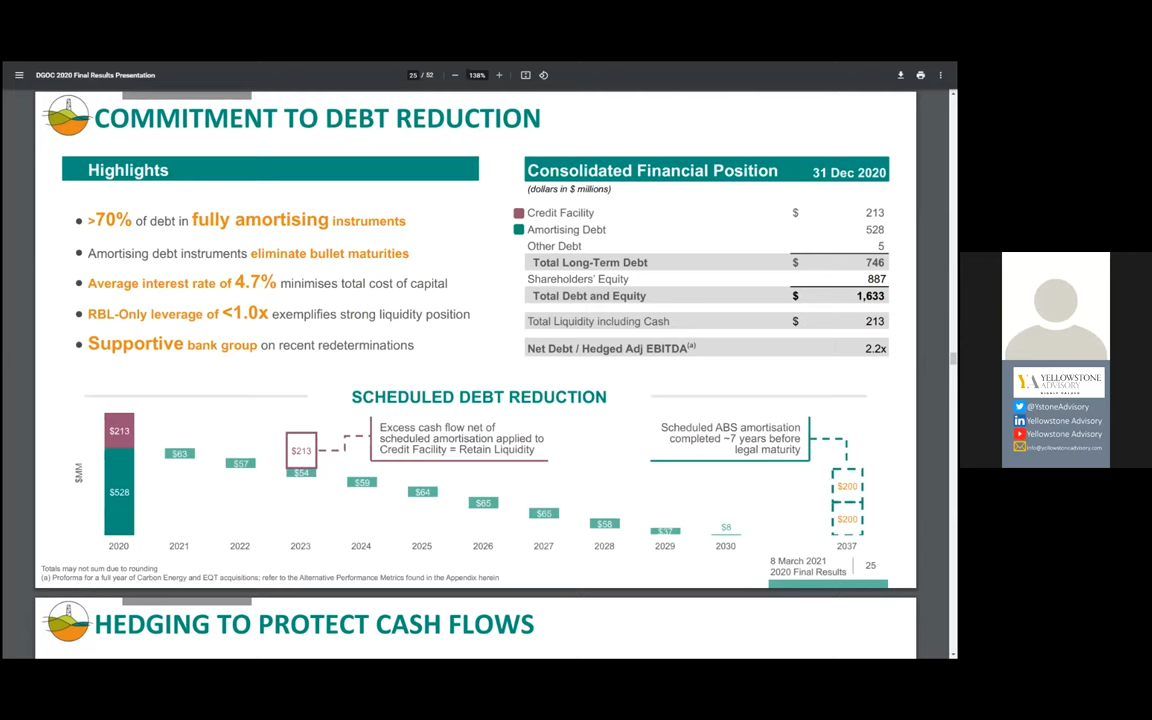 DGOC 2020 Final Results Presentation
25 / 52
138%
COMMITMENT TO DEBT REDUCTION
Highlights
>70% of debt in fully amortising instruments
Amortising debt instruments eliminate bullet maturities
Average interest rate of 4.7% minimises total cost of capital
RBL-Only leverage of <1.0x exemplifies strong liquidity position
Supportive bank group on recent redeterminations
Consolidated Financial Position 31 Dec 2020
(dollars in $ millions)
Credit Facility $ 213
Amortising Debt 528
Other Debt 5
Total Long-Term Debt $ 746
Shareholders' Equity 887
Total Debt and Equity $ 1,633
Total Liquidity including Cash $ 213
Net Debt / Hedged Adj EBITDA(a) 2.2x
SCHEDULED DEBT REDUCTION
$MM
$213
$528
$63
$57
$213
$54
$59
$64
$65
$65
$58
$37
$8
$200
$200
Excess cash flow net of
scheduled amortisation applied to
Credit Facility = Retain Liquidity
Scheduled ABS amortisation
completed ~7 years before
legal maturity
2020 2021 2022 2023 2024 2025 2026 2027 2028 2029 2030 2037
Totals may not sum due to rounding
(a) Proforma for a full year of Carbon Energy and EQT acquisitions; refer to the Alternative Performance Metrics found in the Appendix herein
8 March 2021
2020 Final Results
25
HEDGING TO PROTECT CASH FLOWS
YA YELLOWSTONE
ADVISORY
@YstoneAdvisory
Yellowstone Advisory
Yellowstone Advisory
info@yellowstoneadvisory.com